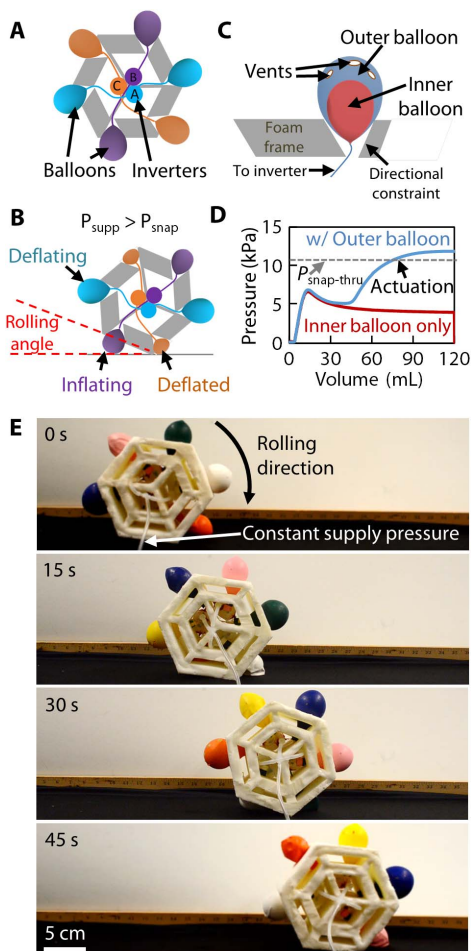 A
B
C
A
Balloons
Inverters
C
Vents
Outer balloon
Inner
balloon
Foam
frame
To inverter
Directional
constraint
B
Psupp > Psnap
Deflating
Rolling
angle
Inflating
Deflated
D
Pressure (kPa)
15
10
5
0
w/ Outer balloon
Psnap-thru
Actuation
Inner balloon only
0
30
60
90
120
Volume (mL)
E
0 s
Rolling
direction
Constant supply pressure
15 s
30 s
45 s
5 cm